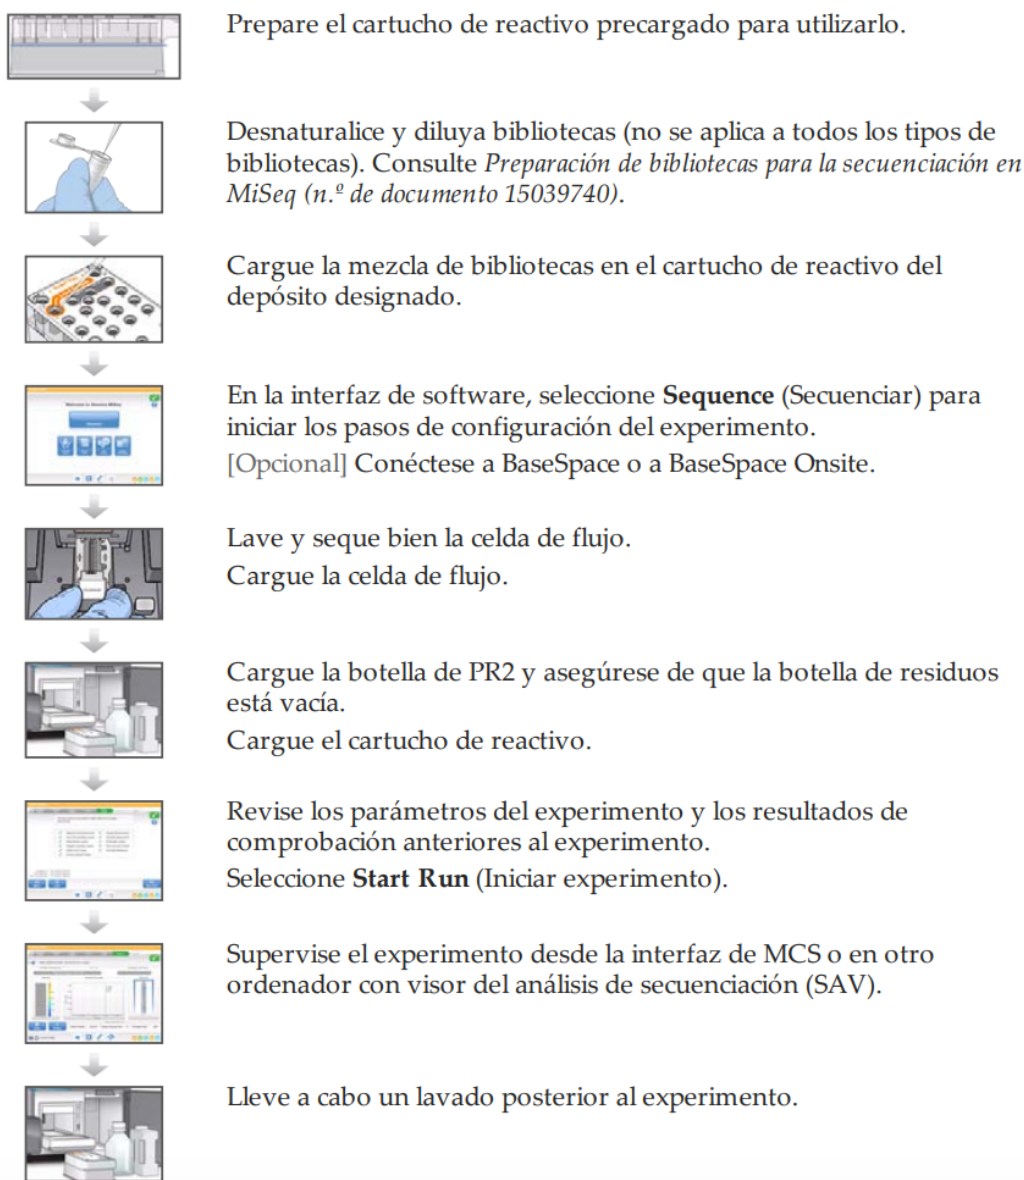 Prepare el cartucho de reactivo precargado para utilizarlo.
Desnaturalice y diluya bibliotecas (no se aplica a todos los tipos de
bibliotecas). Consulte Preparación de bibliotecas para la secuenciación en
MiSeq (n.º de documento 15039740).
Cargue la mezcla de bibliotecas en el cartucho de reactivo del
depósito designado.
En la interfaz de software, seleccione Sequence (Secuenciar) para
iniciar los pasos de configuración del experimento.
[Opcional] Conéctese a BaseSpace o a BaseSpace Onsite.
Lave y seque bien la celda de flujo.
Cargue la celda de flujo.
Cargue la botella de PR2 y asegúrese de que la botella de residuos
está vacía.
Cargue el cartucho de reactivo.
Revise los parámetros del experimento y los resultados de
comprobación anteriores al experimento.
Seleccione Start Run (Iniciar experimento).
Supervise el experimento desde la interfaz de MCS o en otro
ordenador con visor del análisis de secuenciación (SAV).
Lleve a cabo un lavado posterior al experimento.